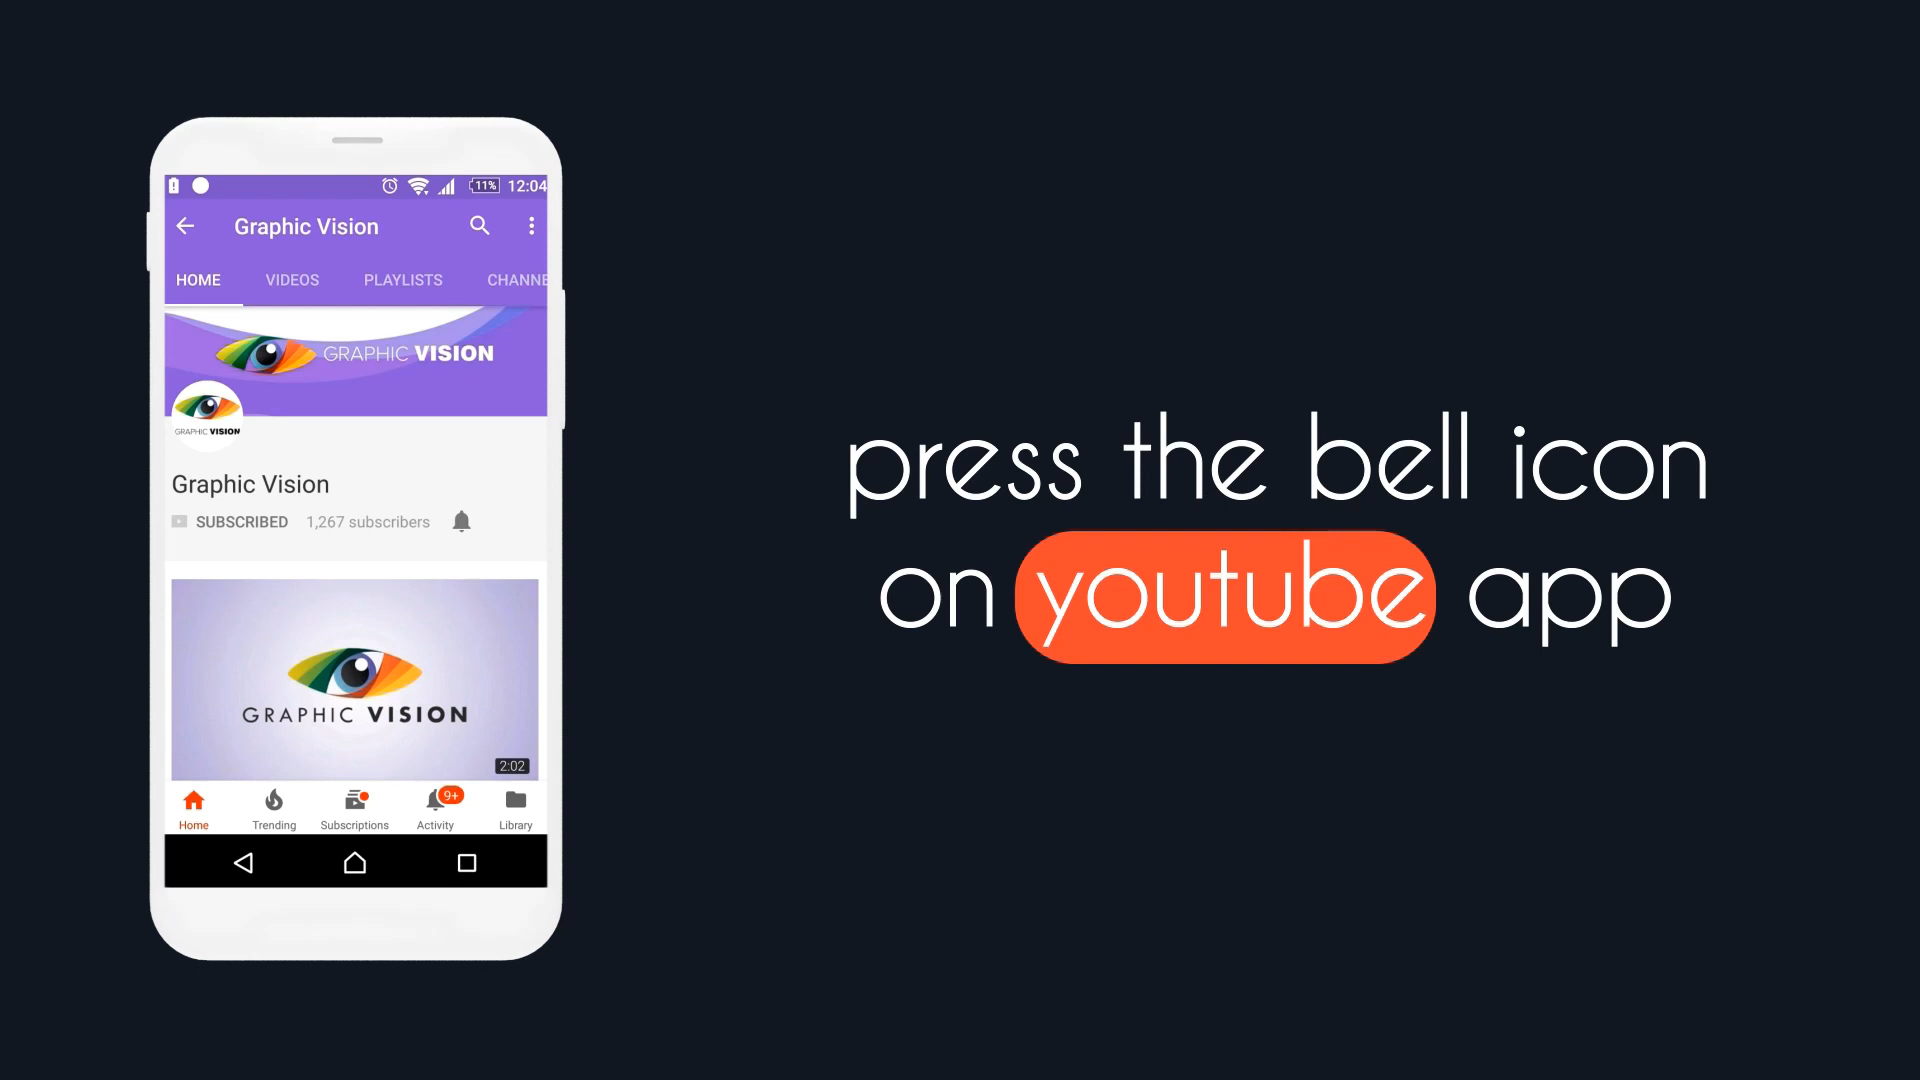 11% 12:04
Graphic Vision
HOME VIDEOS PLAYLISTS CHANNE
GRAPHIC VISION
GRAPHIC VISION
Graphic Vision
SUBSCRIBED 1,267 subscribers
GRAPHIC VISION
2:02
9+
Home Trending Subscriptions Activity Library
press the bell icon
on youtube app